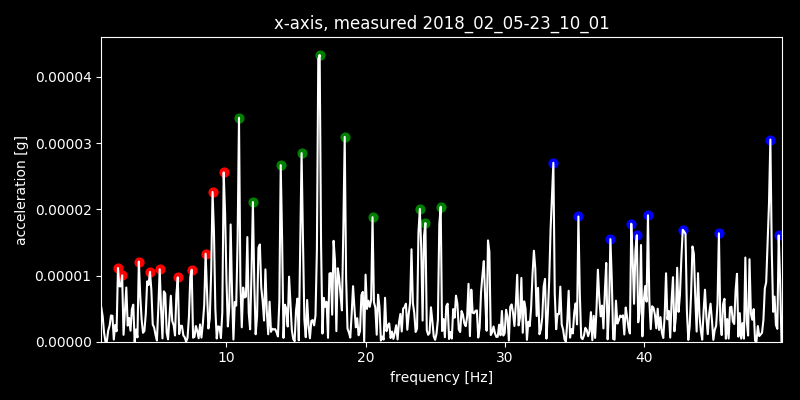 x-axis, measured 2018_02_05-23_10_01
0.00004
0.00003
0.00002
0.00001
0.00000
acceleration [g]
10 20 30 40
frequency [Hz]